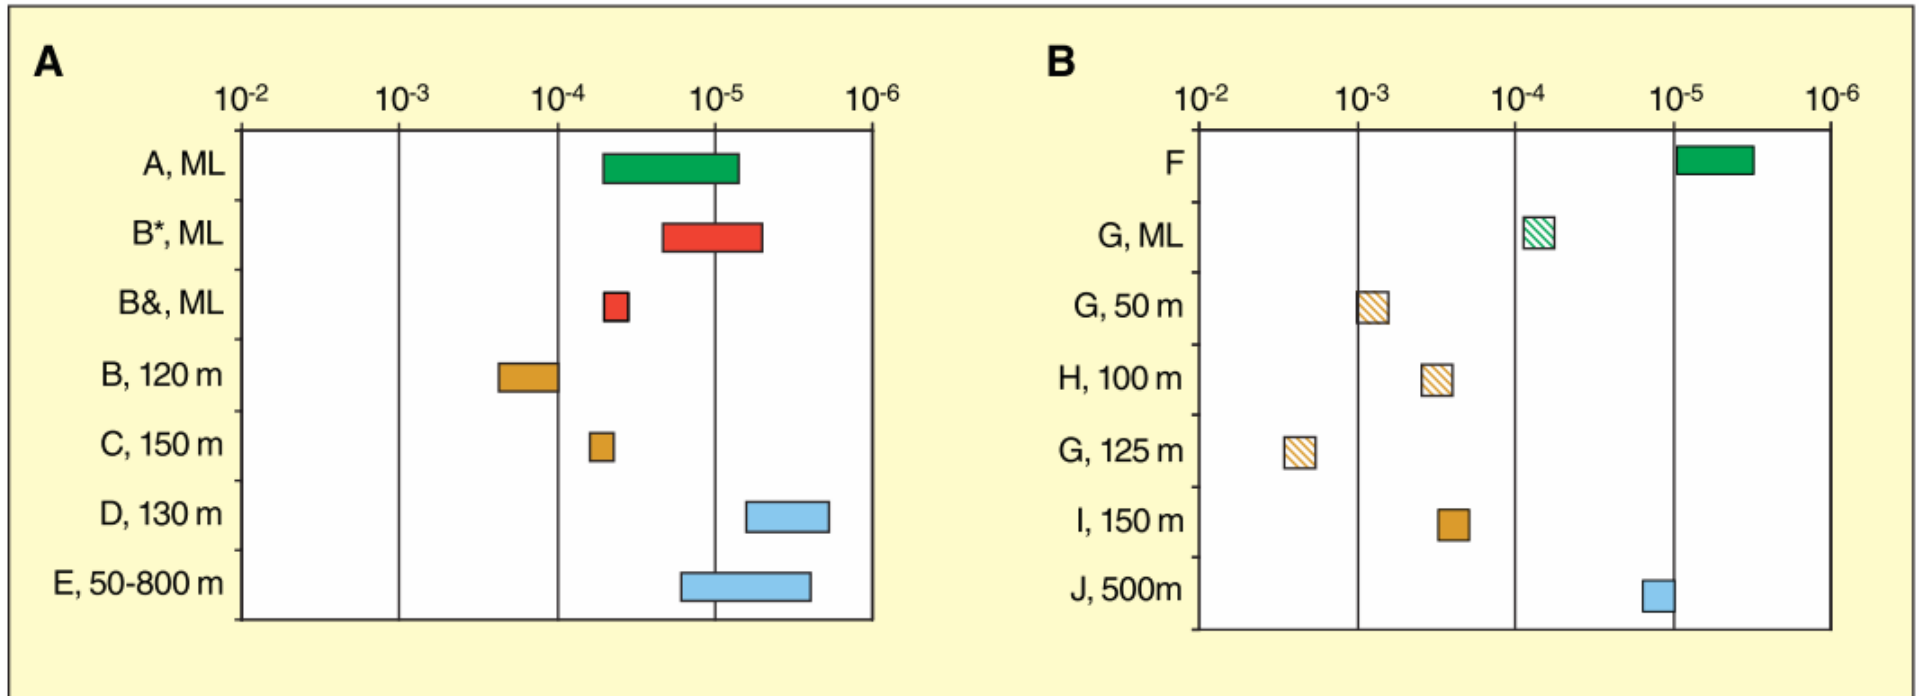 A
10-2 10-3 10-4 10-5 10-6
A, ML
B*, ML
B&, ML
B, 120 m
C, 150 m
D, 130 m
E, 50-800 m
B
10-2 10-3 10-4 10-5 10-6
F
G, ML
G, 50 m
H, 100 m
G, 125 m
I, 150 m
J, 500m